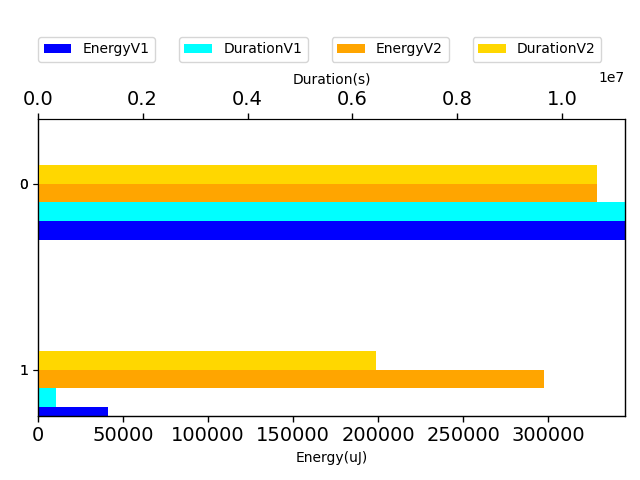 EnergyV1 DurationV1 EnergyV2 DurationV2
Duration(s)
1e7
0.0 0.2 0.4 0.6 0.8 1.0
0
1
0 50000 100000 150000 200000 250000 300000
Energy(uJ)